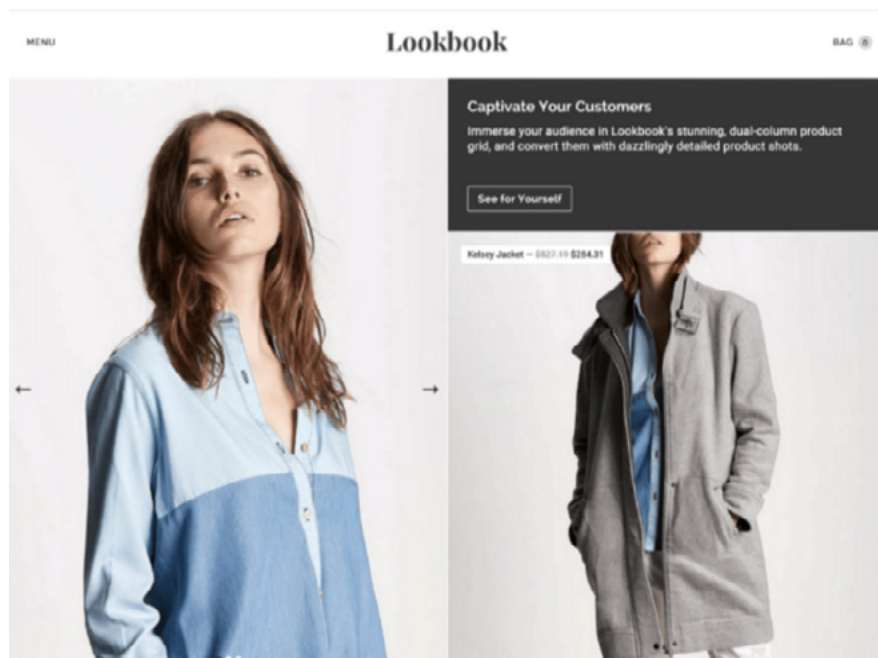 MENU
Lookbook
BAG
Captivate Your Customers
Immerse your audience in Lookbook's stunning, dual-column product
grid, and convert them with dazzlingly detailed product shots.
See for Yourself
Kelsey Jacket — $284.31